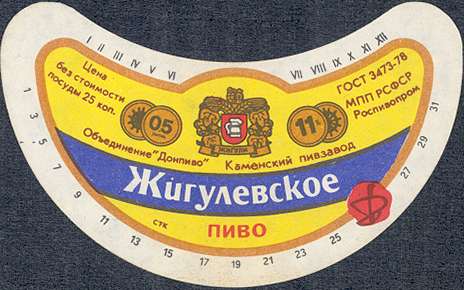 I II III IV V VI
VII VIII IX X XI XII
Цена
без стоимости
посуды 25 коп.
ГОСТ 3473-78
МПП РСФСР
Роспивопром
05
11%
ЖИГУЛИ
Объединение "Донпиво" Каменский пивзавод
Жигулевское
стк
ПИВО
1 3 5 7 9 11 13 15 17 19 21 23 25 27 29 31